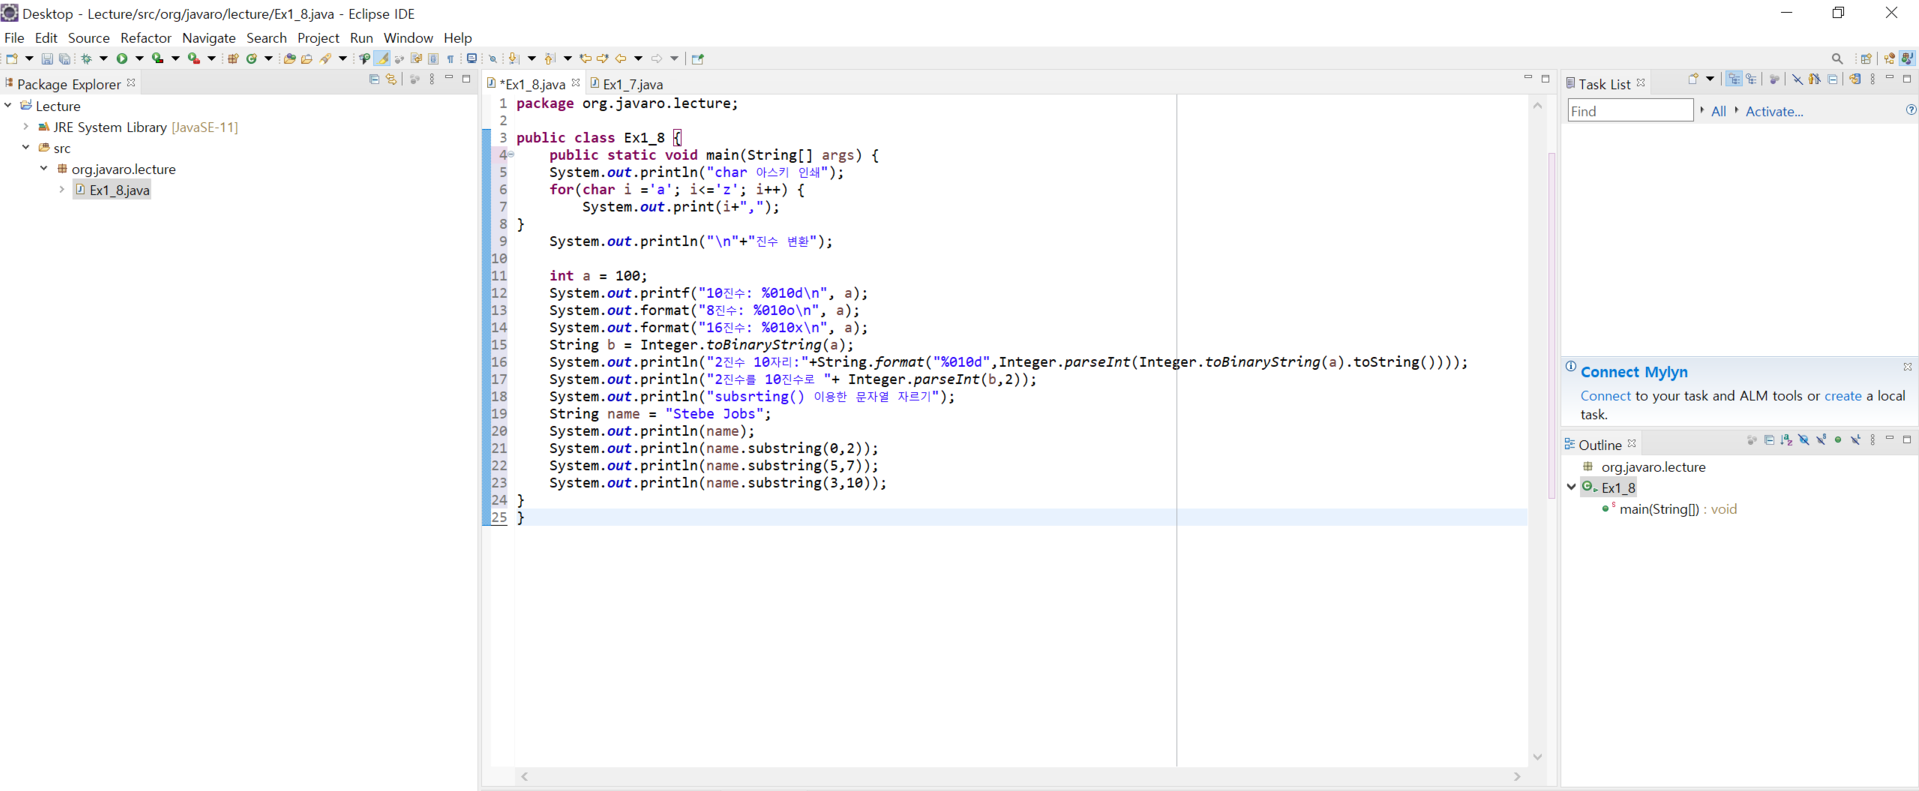 Desktop - Lecture/src/org/javaro/lecture/Ex1_8.java - Eclipse IDE
File Edit Source Refactor Navigate Search Project Run Window Help
Package Explorer
Lecture
JRE System Library [JavaSE-11]
src
org.javaro.lecture
Ex1_8.java
*Ex1_8.java Ex1_7.java
1 package org.javaro.lecture;
2
3 public class Ex1_8 {
4 public static void main(String[] args) {
5 System.out.println("char 아스키 인쇄");
6 for(char i ='a'; i<='z'; i++) {
7 System.out.print(i+",");
8 }
9 System.out.println("\n"+"진수 변환");
10
11 int a = 100;
12 System.out.printf("10진수: %010d\n", a);
13 System.out.format("8진수: %010o\n", a);
14 System.out.format("16진수: %010x\n", a);
15 String b = Integer.toBinaryString(a);
16 System.out.println("2진수 10자리:"+String.format("%010d",Integer.parseInt(Integer.toBinaryString(a).toString())));
17 System.out.println("2진수를 10진수로 "+ Integer.parseInt(b,2));
18 System.out.println("subsrting() 이용한 문자열 자르기");
19 String name = "Stebe Jobs";
20 System.out.println(name);
21 System.out.println(name.substring(0,2));
22 System.out.println(name.substring(5,7));
23 System.out.println(name.substring(3,10));
24 }
25 }
Task List
Find All Activate...
Connect Mylyn
Connect to your task and ALM tools or create a local
task.
Outline
org.javaro.lecture
Ex1_8
main(String[]) : void